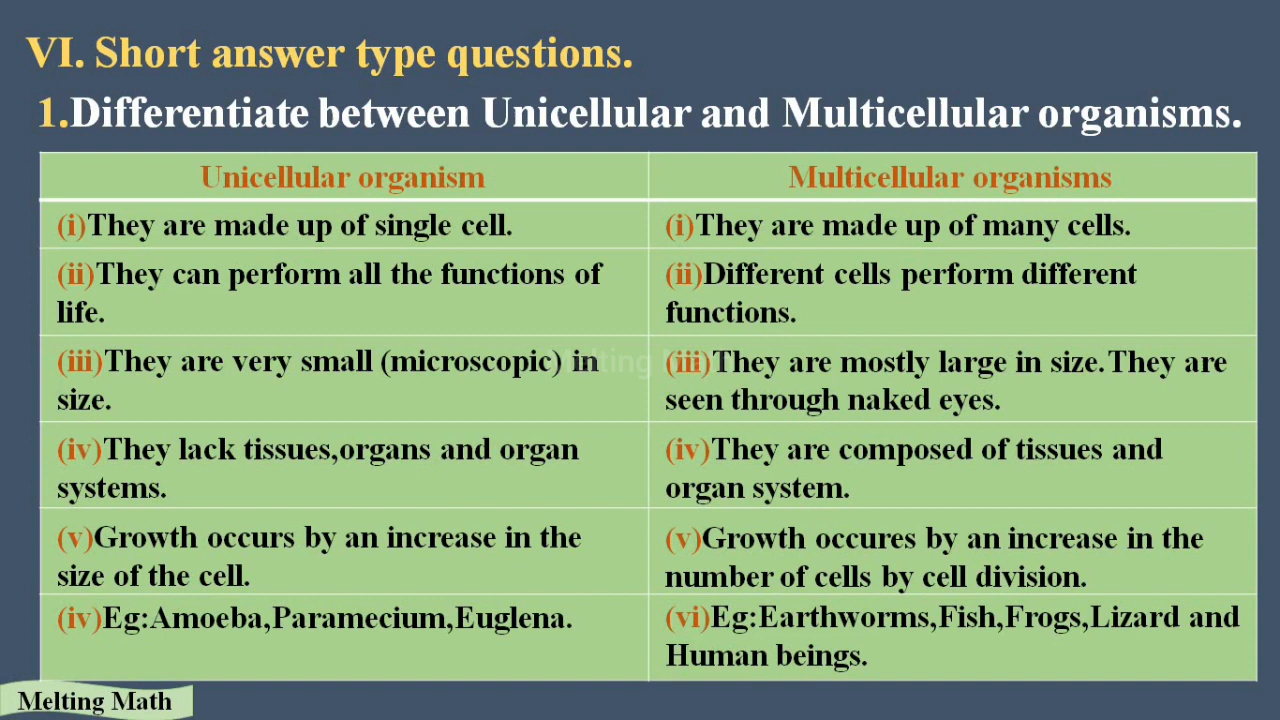 VI. Short answer type questions.
1.Differentiate between Unicellular and Multicellular organisms.
Unicellular organism
Multicellular organisms
(i)They are made up of single cell.
(i)They are made up of many cells.
(ii)They can perform all the functions of
life.
(ii)Different cells perform different
functions.
(iii)They are very small (microscopic) in
size.
(iii)They are mostly large in size.They are
seen through naked eyes.
(iv)They lack tissues,organs and organ
systems.
(iv)They are composed of tissues and
organ system.
(v)Growth occurs by an increase in the
size of the cell.
(v)Growth occures by an increase in the
number of cells by cell division.
(iv)Eg:Amoeba,Paramecium,Euglena.
(vi)Eg:Earthworms,Fish,Frogs,Lizard and
Human beings.
Melting Math